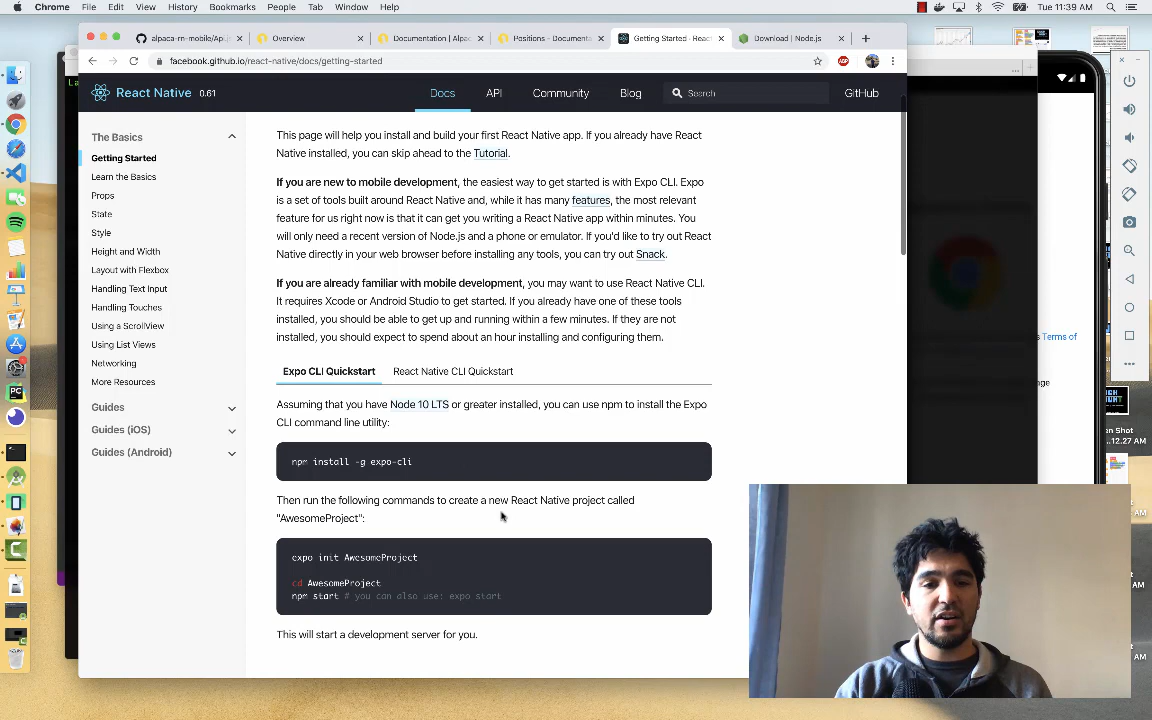 Chrome File Edit View History Bookmarks People Tab Window Help
Tue 11:39 AM
alpaca-rn-mobile/Api.j
Overview
Documentation | Alpac
Positions - Documenta
Getting Started · React
Download | Node.js
facebook.github.io/react-native/docs/getting-started
ABP
React Native 0.61
Docs API Community Blog Search GitHub
The Basics
Getting Started
Learn the Basics
Props
State
Style
Height and Width
Layout with Flexbox
Handling Text Input
Handling Touches
Using a ScrollView
Using List Views
Networking
More Resources
Guides
Guides (iOS)
Guides (Android)
This page will help you install and build your first React Native app. If you already have React
Native installed, you can skip ahead to the Tutorial.
If you are new to mobile development, the easiest way to get started is with Expo CLI. Expo
is a set of tools built around React Native and, while it has many features, the most relevant
feature for us right now is that it can get you writing a React Native app within minutes. You
will only need a recent version of Node.js and a phone or emulator. If you'd like to try out React
Native directly in your web browser before installing any tools, you can try out Snack.
If you are already familiar with mobile development, you may want to use React Native CLI.
It requires Xcode or Android Studio to get started. If you already have one of these tools
installed, you should be able to get up and running within a few minutes. If they are not
installed, you should expect to spend about an hour installing and configuring them.
Expo CLI Quickstart React Native CLI Quickstart
Assuming that you have Node 10 LTS or greater installed, you can use npm to install the Expo
CLI command line utility:
npm install -g expo-cli
Then run the following commands to create a new React Native project called
"AwesomeProject":
expo init AwesomeProject
cd AwesomeProject
npm start # you can also use: expo start
This will start a development server for you.
Terms of
en Shot
...12.27 AM